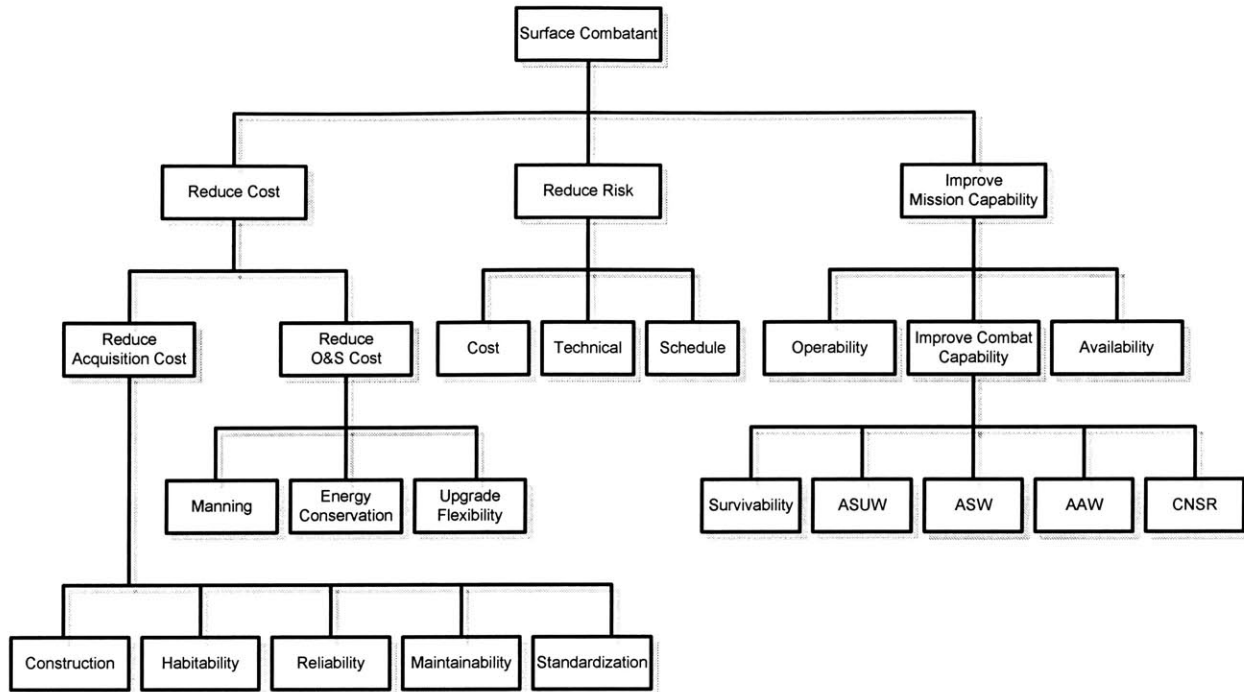 Surface Combatant
Reduce Cost
Reduce Risk
Improve
Mission Capability
Reduce
Acquisition Cost
Reduce
O&S Cost
Cost
Technical
Schedule
Operability
Improve Combat
Capability
Availability
Manning
Energy
Conservation
Upgrade
Flexibility
Survivability
ASUW
ASW
AAW
CNSR
Construction
Habitability
Reliability
Maintainability
Standardization